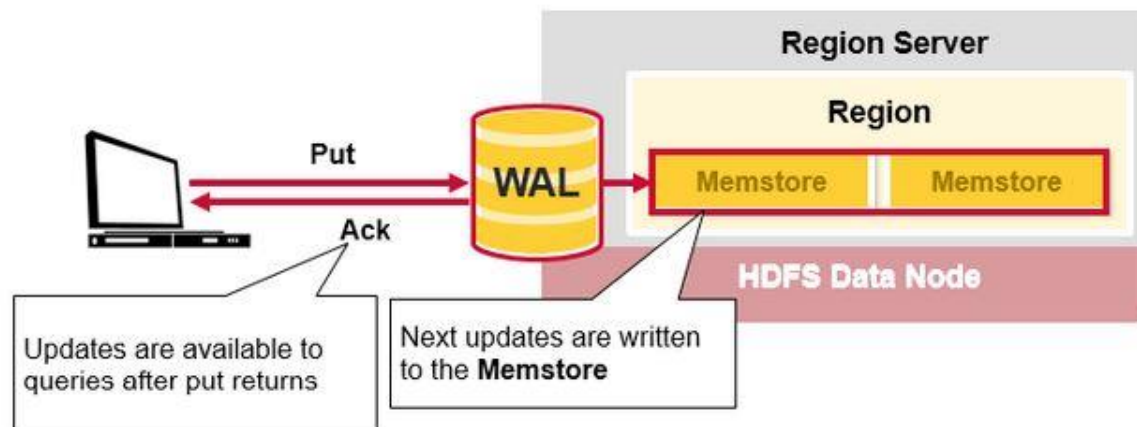 Region Server
Region
Put
WAL
Memstore
Memstore
Ack
HDFS Data Node
Updates are available to
queries after put returns
Next updates are written
to the Memstore